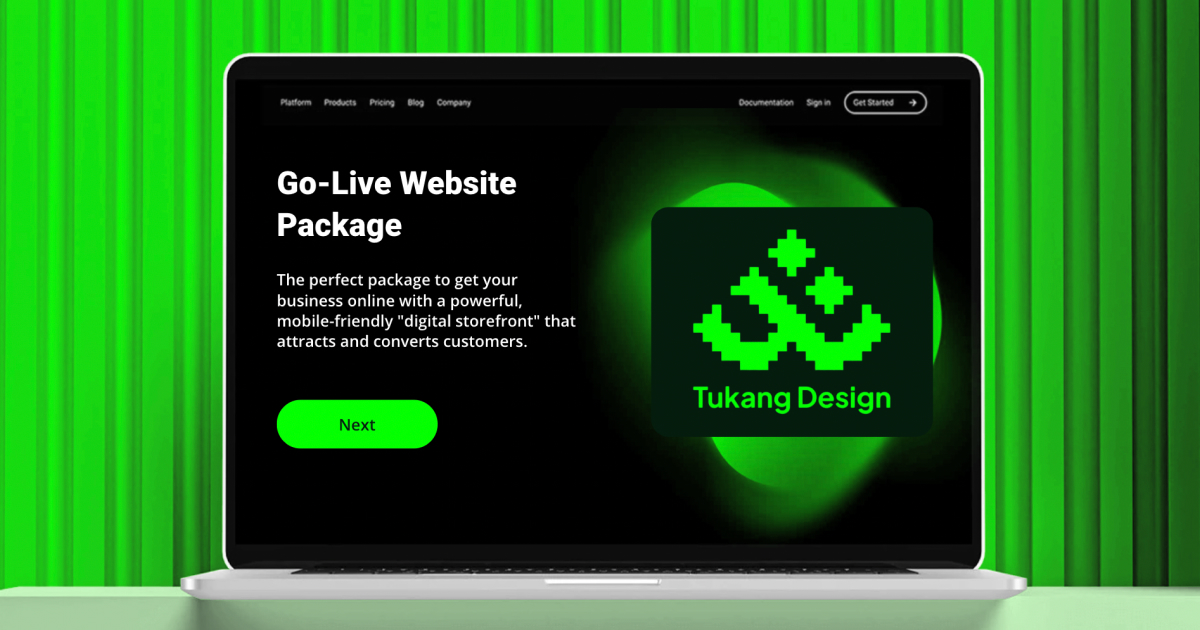 Platform Products Pricing Blog Company Documentation Sign in Get Started
Go-Live Website
Package
The perfect package to get your
business online with a powerful,
mobile-friendly "digital storefront" that
attracts and converts customers.
Next
Tukang Design